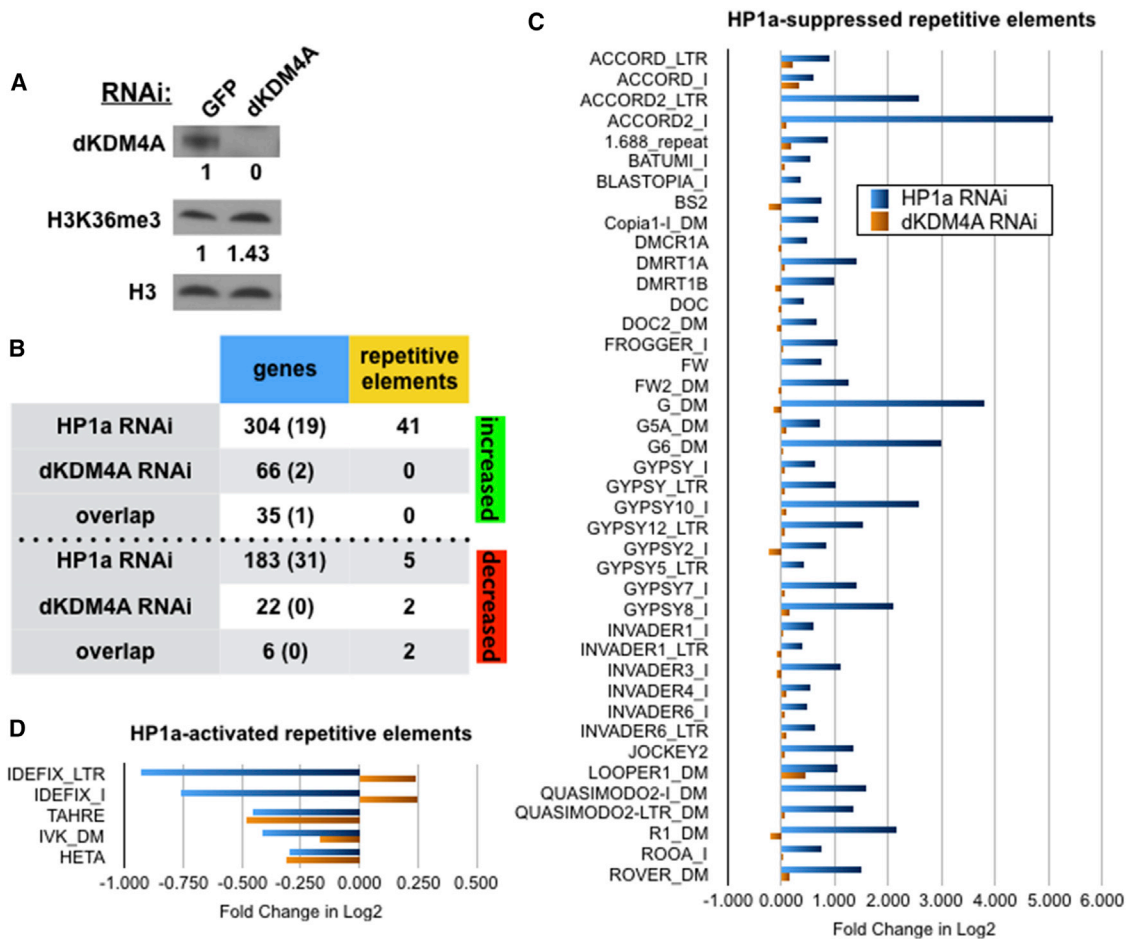 A
RNAi:
GFP
dKDM4A
dKDM4A
1 0
H3K36me3
1 1.43
H3
B
genes
repetitive elements
HP1a RNAi 304 (19) 41
dKDM4A RNAi 66 (2) 0
overlap 35 (1) 0
increased
HP1a RNAi 183 (31) 5
dKDM4A RNAi 22 (0) 2
overlap 6 (0) 2
decreased
C
HP1a-suppressed repetitive elements
ACCORD_LTR
ACCORD_I
ACCORD2_LTR
ACCORD2_I
1.688_repeat
BATUMI_I
BLASTOPIA_I
BS2
Copia1-I_DM
DMCR1A
DMRT1A
DMRT1B
DOC
DOC2_DM
FROGGER_I
FW
FW2_DM
G_DM
G5A_DM
G6_DM
GYPSY_I
GYPSY_LTR
GYPSY10_I
GYPSY12_LTR
GYPSY2_I
GYPSY5_LTR
GYPSY7_I
GYPSY8_I
INVADER1_I
INVADER1_LTR
INVADER3_I
INVADER4_I
INVADER6_I
INVADER6_LTR
JOCKEY2
LOOPER1_DM
QUASIMODO2-I_DM
QUASIMODO2-LTR_DM
R1_DM
ROOA_I
ROVER_DM
HP1a RNAi
dKDM4A RNAi
-1.000 0.000 1.000 2.000 3.000 4.000 5.000 6.000
Fold Change in Log2
D
HP1a-activated repetitive elements
IDEFIX_LTR
IDEFIX_I
TAHRE
IVK_DM
HETA
-1.000 -0.750 -0.500 -0.250 0.000 0.250 0.500
Fold Change in Log2